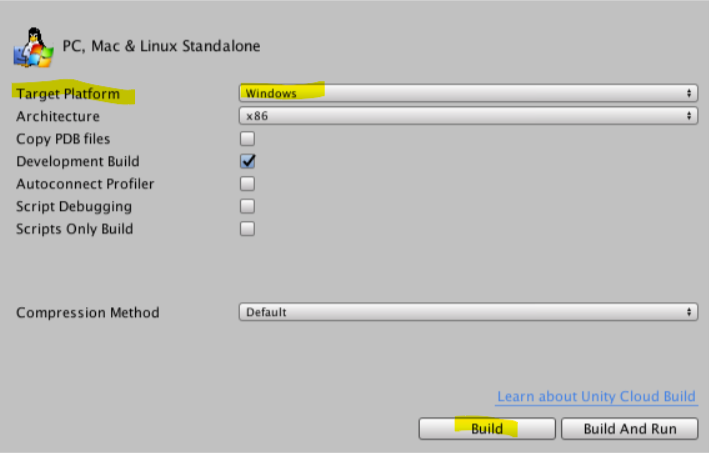 PC, Mac & Linux Standalone
Target Platform Windows
Architecture x86
Copy PDB files
Development Build
Autoconnect Profiler
Script Debugging
Scripts Only Build
Compression Method Default
Learn about Unity Cloud Build
Build Build And Run